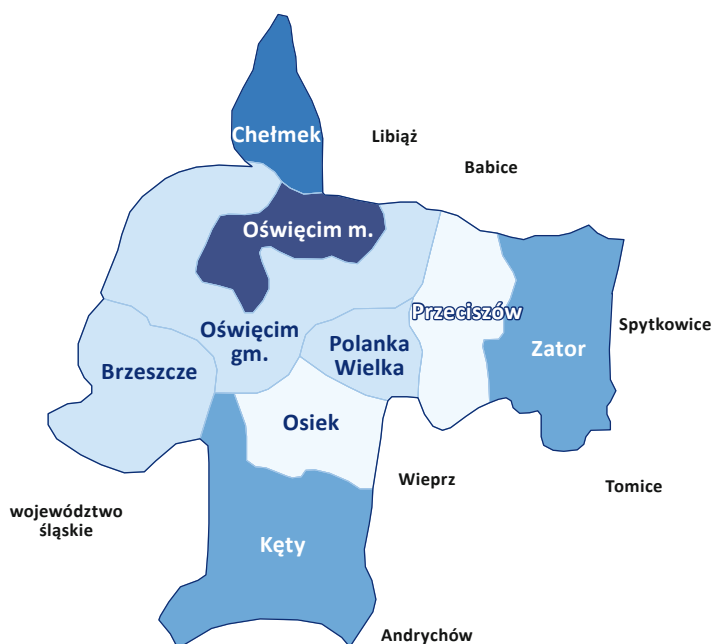 Chełmek
Libiąż
Babice
Oświęcim m.
Przeciszów
Spytkowice
Oświęcim
gm.
Polanka
Wielka
Zator
Brzeszcze
Osiek
Wieprz
Tomice
województwo
śląskie
Kęty
Andrychów